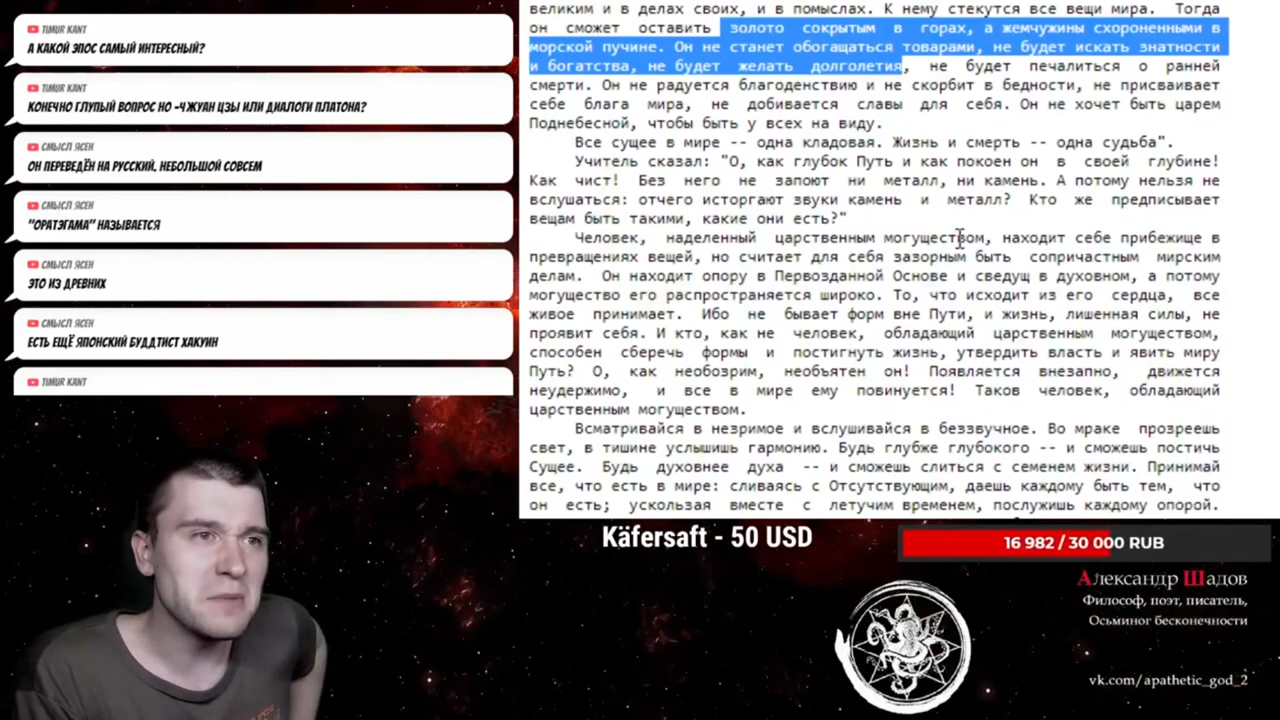 TIMUR KANT
А КАКОЙ ЭПОС САМЫЙ ИНТЕРЕСНЫЙ?
TIMUR KANT
КОНЕЧНО ГЛУПЫЙ ВОПРОС НО -ЧЖУАН ЦЗЫ ИЛИ ДИАЛОГИ ПЛАТОНА?
СМЫСЛ ЯСЕН
ОН ПЕРЕВЕДЁН НА РУССКИЙ. НЕБОЛЬШОЙ СОВСЕМ
СМЫСЛ ЯСЕН
"ОРАТЭГАМА" НАЗЫВАЕТСЯ
СМЫСЛ ЯСЕН
ЭТО ИЗ ДРЕВНИХ
СМЫСЛ ЯСЕН
ЕСТЬ ЕЩЁ ЯПОНСКИЙ БУДДТИСТ ХАКУИН
TIMUR KANT
великим и в делах своих, и в помыслах. К нему стекутся все вещи мира. Тогда
он сможет оставить золото сокрытым в горах, а жемчужины схороненными в
морской пучине. Он не станет обогащаться товарами, не будет искать знатности
и богатства, не будет желать долголетия, не будет печалиться о ранней
смерти. Он не радуется благоденствию и не скорбит в бедности, не присваивает
себе блага мира, не добивается славы для себя. Он не хочет быть царем
Поднебесной, чтобы быть у всех на виду.
Все сущее в мире -- одна кладовая. Жизнь и смерть -- одна судьба".
Учитель сказал: "О, как глубок Путь и как покоен он в своей глубине!
Как чист! Без него не запоют ни металл, ни камень. А потому нельзя не
вслушаться: отчего исторгают звуки камень и металл? Кто же предписывает
вещам быть такими, какие они есть?"
Человек, наделенный царственным могуществом, находит себе прибежище в
превращениях вещей, но считает для себя зазорным быть сопричастным мирским
делам. Он находит опору в Первозданной Основе и сведущ в духовном, а потому
могущество его распространяется широко. То, что исходит из его сердца, все
живое принимает. Ибо не бывает форм вне Пути, и жизнь, лишенная силы, не
проявит себя. И кто, как не человек, обладающий царственным могуществом,
способен сберечь формы и постигнуть жизнь, утвердить власть и явить миру
Путь? О, как необозрим, необъятен он! Появляется внезапно, движется
неудержимо, и все в мире ему повинуется! Таков человек, обладающий
царственным могуществом.
Всматривайся в незримое и вслушивайся в беззвучное. Во мраке прозреешь
свет, в тишине услышишь гармонию. Будь глубже глубокого -- и сможешь постичь
Сущее. Будь духовнее духа -- и сможешь слиться с семенем жизни. Принимай
все, что есть в мире: сливаясь с Отсутствующим, даешь каждому быть тем, что
он есть; ускользая вместе с летучим временем, послужишь каждому опорой.
Käfersaft - 50 USD
16 982 / 30 000 RUB
Александр Шадов
Философ, поэт, писатель,
Осьминог бесконечности
vk.com/apathetic_god_2